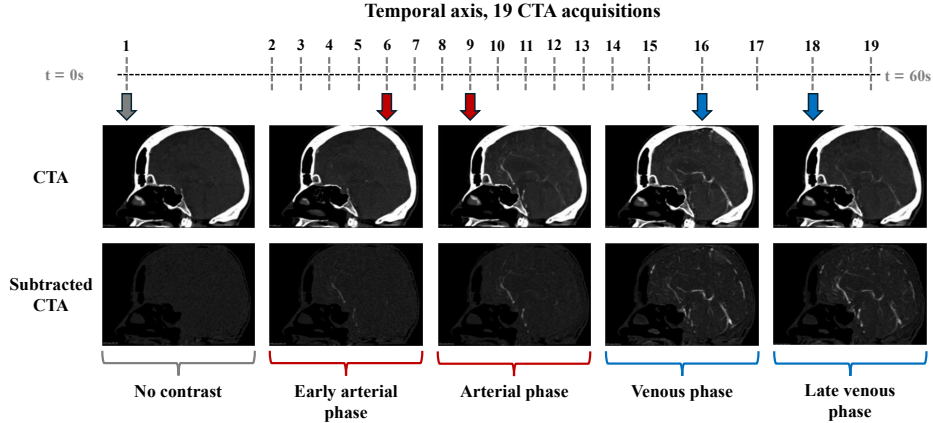 Temporal axis, 19 CTA acquisitions
1 2 3 4 5 6 7 8 9 10 11 12 13 14 15 16 17 18 19
t = 0s t = 60s
CTA
Subtracted
CTA
No contrast Early arterial phase Arterial phase Venous phase Late venous phase